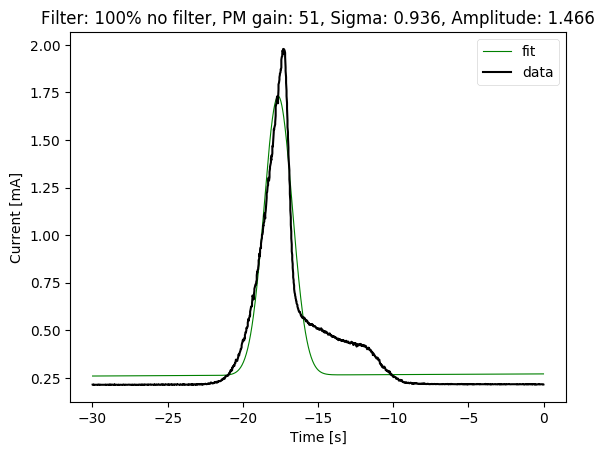 Filter: 100% no filter, PM gain: 51, Sigma: 0.936, Amplitude: 1.466
fit
data
2.00
1.75
1.50
1.25
1.00
0.75
0.50
0.25
Current [mA]
−30 −25 −20 −15 −10 −5 0
Time [s]